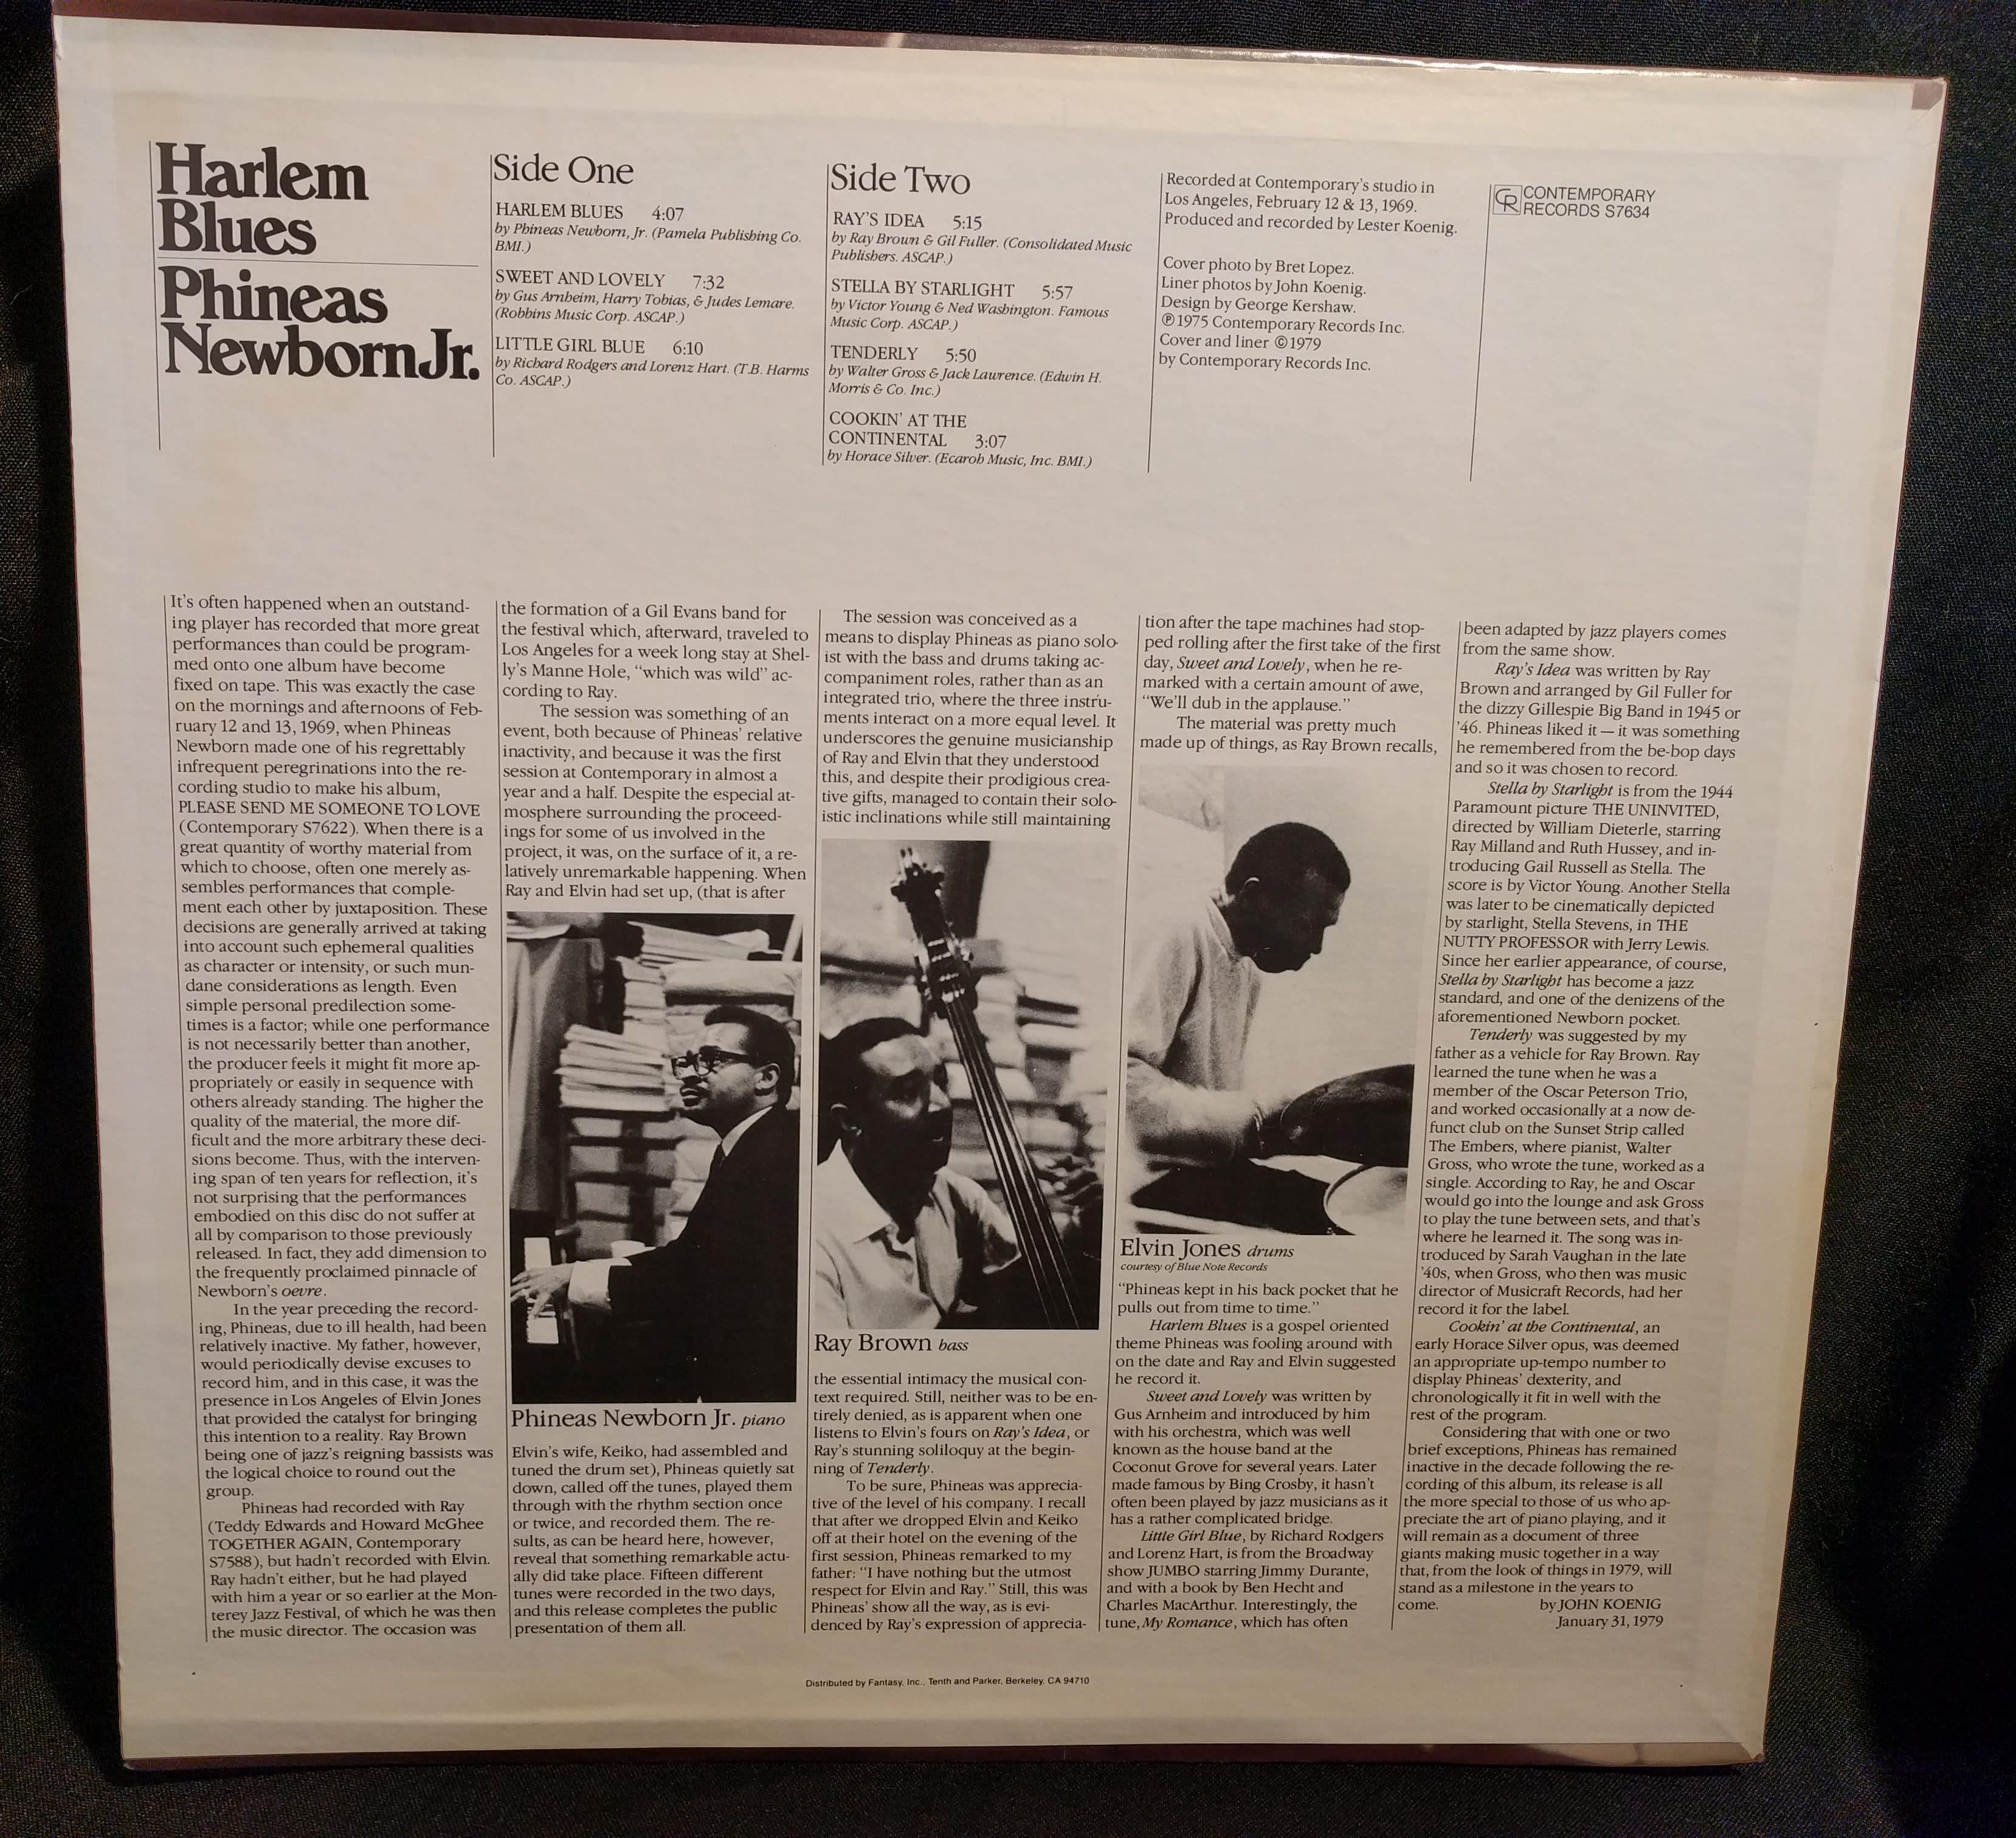 Harlem
Blues
Phineas
Newborn Jr.
Side One
HARLEM BLUES 4:07
by Phineas Newborn, Jr. (Pamela Publishing Co.
BMI.)
SWEET AND LOVELY 7:32
by Gus Arnheim, Harry Tobias, & Judes Lemare.
(Robbins Music Corp. ASCAP.)
LITTLE GIRL BLUE 6:10
by Richard Rodgers and Lorenz Hart. (T.B. Harms
Co. ASCAP.)
Side Two
RAY'S IDEA 5:15
by Ray Brown & Gil Fuller. (Consolidated Music
Publishers. ASCAP.)
STELLA BY STARLIGHT 5:57
by Victor Young & Ned Washington. Famous
Music Corp. ASCAP.)
TENDERLY 5:50
by Walter Gross & Jack Lawrence. (Edwin H.
Morris & Co. Inc.)
COOKIN' AT THE
CONTINENTAL 3:07
by Horace Silver. (Ecarob Music, Inc. BMI.)
Recorded at Contemporary's studio in
Los Angeles, February 12 & 13, 1969.
Produced and recorded by Lester Koenig.
Cover photo by Bret Lopez.
Liner photos by John Koenig.
Design by George Kershaw.
℗1975 Contemporary Records Inc.
Cover and liner ©1979
by Contemporary Records Inc.
CR CONTEMPORARY
RECORDS S7634
It's often happened when an outstand-
ing player has recorded that more great
performances than could be program-
med onto one album have become
fixed on tape. This was exactly the case
on the mornings and afternoons of Feb-
ruary 12 and 13, 1969, when Phineas
Newborn made one of his regrettably
infrequent peregrinations into the re-
cording studio to make his album,
PLEASE SEND ME SOMEONE TO LOVE
(Contemporary S7622). When there is a
great quantity of worthy material from
which to choose, often one merely as-
sembles performances that comple-
ment each other by juxtaposition. These
decisions are generally arrived at taking
into account such ephemeral qualities
as character or intensity, or such mun-
dane considerations as length. Even
simple personal predilection some-
times is a factor; while one performance
is not necessarily better than another,
the producer feels it might fit more ap-
propriately or easily in sequence with
others already standing. The higher the
quality of the material, the more dif-
ficult and the more arbitrary these deci-
sions become. Thus, with the interven-
ing span of ten years for reflection, it's
not surprising that the performances
embodied on this disc do not suffer at
all by comparison to those previously
released. In fact, they add dimension to
the frequently proclaimed pinnacle of
Newborn's oevre.
In the year preceding the record-
ing, Phineas, due to ill health, had been
relatively inactive. My father, however,
would periodically devise excuses to
record him, and in this case, it was the
presence in Los Angeles of Elvin Jones
that provided the catalyst for bringing
this intention to a reality. Ray Brown
being one of jazz's reigning bassists was
the logical choice to round out the
group.
Phineas had recorded with Ray
(Teddy Edwards and Howard McGhee
TOGETHER AGAIN, Contemporary
S7588), but hadn't recorded with Elvin.
Ray hadn't either, but he had played
with him a year or so earlier at the Mon-
terey Jazz Festival, of which he was then
the music director. The occasion was
the formation of a Gil Evans band for
the festival which, afterward, traveled to
Los Angeles for a week long stay at Shel-
ly's Manne Hole, "which was wild" ac-
cording to Ray.
The session was something of an
event, both because of Phineas' relative
inactivity, and because it was the first
session at Contemporary in almost a
year and a half. Despite the especial at-
mosphere surrounding the proceed-
ings for some of us involved in the
project, it was, on the surface of it, a re-
latively unremarkable happening. When
Ray and Elvin had set up, (that is after
Phineas Newborn Jr. piano
Elvin's wife, Keiko, had assembled and
tuned the drum set), Phineas quietly sat
down, called off the tunes, played them
through with the rhythm section once
or twice, and recorded them. The re-
sults, as can be heard here, however,
reveal that something remarkable actu-
ally did take place. Fifteen different
tunes were recorded in the two days,
and this release completes the public
presentation of them all.
The session was conceived as a
means to display Phineas as piano solo-
ist with the bass and drums taking ac-
companiment roles, rather than as an
integrated trio, where the three instru-
ments interact on a more equal level. It
underscores the genuine musicianship
of Ray and Elvin that they understood
this, and despite their prodigious crea-
tive gifts, managed to contain their solo-
istic inclinations while still maintaining
Ray Brown bass
the essential intimacy the musical con-
text required. Still, neither was to be en-
tirely denied, as is apparent when one
listens to Elvin's fours on Ray's Idea, or
Ray's stunning soliloquy at the begin-
ning of Tenderly.
To be sure, Phineas was apprecia-
tive of the level of his company. I recall
that after we dropped Elvin and Keiko
off at their hotel on the evening of the
first session, Phineas remarked to my
father: "I have nothing but the utmost
respect for Elvin and Ray." Still, this was
Phineas' show all the way, as is evi-
denced by Ray's expression of apprecia-
tion after the tape machines had stop-
ped rolling after the first take of the first
day, Sweet and Lovely, when he re-
marked with a certain amount of awe,
"We'll dub in the applause."
The material was pretty much
made up of things, as Ray Brown recalls,
Elvin Jones drums
courtesy of Blue Note Records
"Phineas kept in his back pocket that he
pulls out from time to time."
Harlem Blues is a gospel oriented
theme Phineas was fooling around with
on the date and Ray and Elvin suggested
he record it.
Sweet and Lovely was written by
Gus Arnheim and introduced by him
with his orchestra, which was well
known as the house band at the
Coconut Grove for several years. Later
made famous by Bing Crosby, it hasn't
often been played by jazz musicians as it
has a rather complicated bridge.
Little Girl Blue, by Richard Rodgers
and Lorenz Hart, is from the Broadway
show JUMBO starring Jimmy Durante,
and with a book by Ben Hecht and
Charles MacArthur. Interestingly, the
tune, My Romance, which has often
been adapted by jazz players comes
from the same show.
Ray's Idea was written by Ray
Brown and arranged by Gil Fuller for
the dizzy Gillespie Big Band in 1945 or
'46. Phineas liked it — it was something
he remembered from the be-bop days
and so it was chosen to record.
Stella by Starlight is from the 1944
Paramount picture THE UNINVITED,
directed by William Dieterle, starring
Ray Milland and Ruth Hussey, and in-
troducing Gail Russell as Stella. The
score is by Victor Young. Another Stella
was later to be cinematically depicted
by starlight, Stella Stevens, in THE
NUTTY PROFESSOR with Jerry Lewis.
Since her earlier appearance, of course,
Stella by Starlight has become a jazz
standard, and one of the denizens of the
aforementioned Newborn pocket.
Tenderly was suggested by my
father as a vehicle for Ray Brown. Ray
learned the tune when he was a
member of the Oscar Peterson Trio,
and worked occasionally at a now de-
funct club on the Sunset Strip called
The Embers, where pianist, Walter
Gross, who wrote the tune, worked as a
single. According to Ray, he and Oscar
would go into the lounge and ask Gross
to play the tune between sets, and that's
where he learned it. The song was in-
troduced by Sarah Vaughan in the late
'40s, when Gross, who then was music
director of Musicraft Records, had her
record it for the label.
Cookin' at the Continental, an
early Horace Silver opus, was deemed
an appropriate up-tempo number to
display Phineas' dexterity, and
chronologically it fit in well with the
rest of the program.
Considering that with one or two
brief exceptions, Phineas has remained
inactive in the decade following the re-
cording of this album, its release is all
the more special to those of us who ap-
preciate the art of piano playing, and it
will remain as a document of three
giants making music together in a way
that, from the look of things in 1979, will
stand as a milestone in the years to
come. by JOHN KOENIG
January 31, 1979
Distributed by Fantasy, Inc., Tenth and Parker, Berkeley, CA 94710